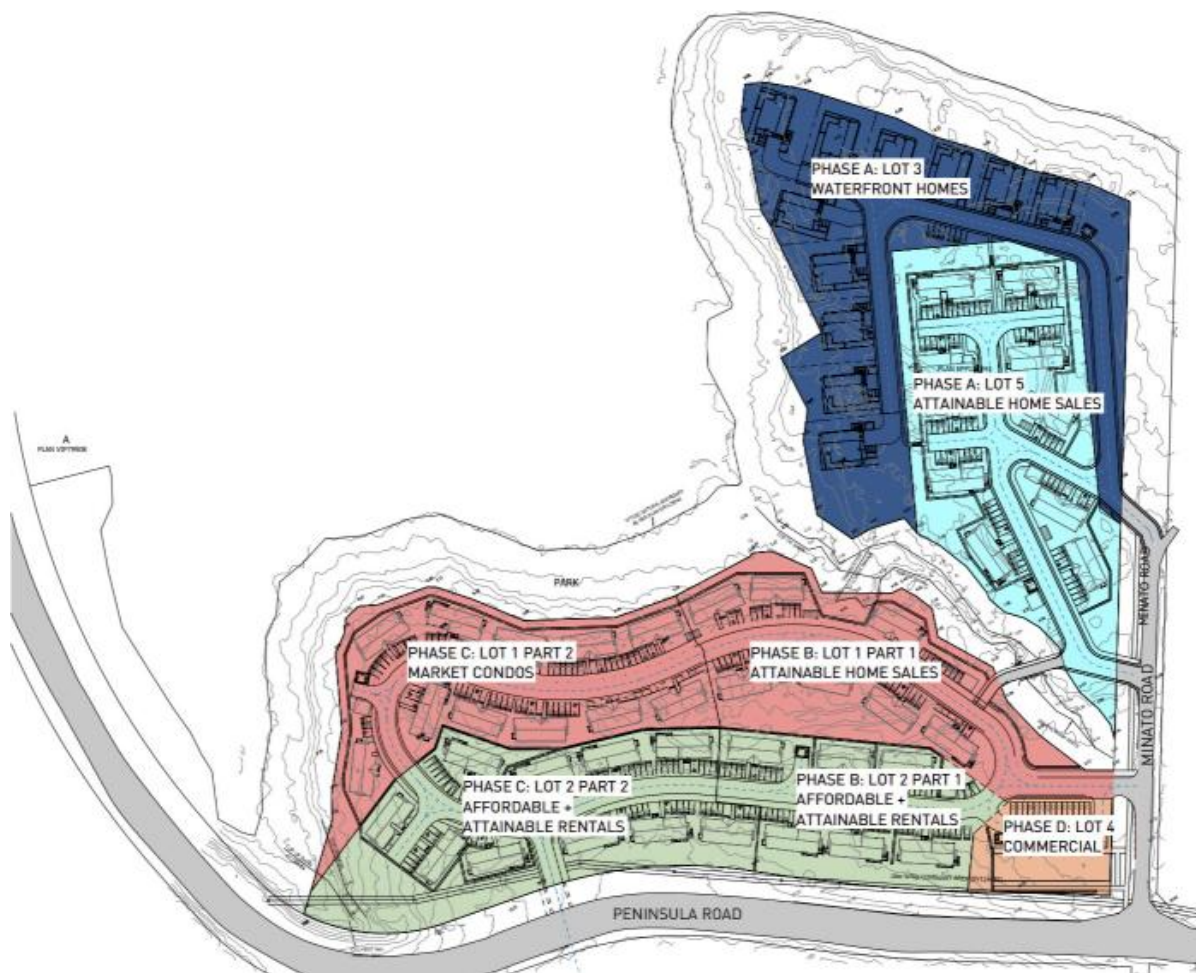 PHASE A: LOT 3
WATERFRONT HOMES
PHASE A: LOT 5
ATTAINABLE HOME SALES
A
PARK
MENATO ROAD
PHASE C: LOT 1 PART 2
MARKET CONDOS
PHASE B: LOT 1 PART 1
ATTAINABLE HOME SALES
MINATO ROAD
PHASE C: LOT 2 PART 2
AFFORDABLE +
ATTAINABLE RENTALS
PHASE B: LOT 2 PART 1
AFFORDABLE +
ATTAINABLE RENTALS
PHASE D: LOT 4
COMMERCIAL
PENINSULA ROAD